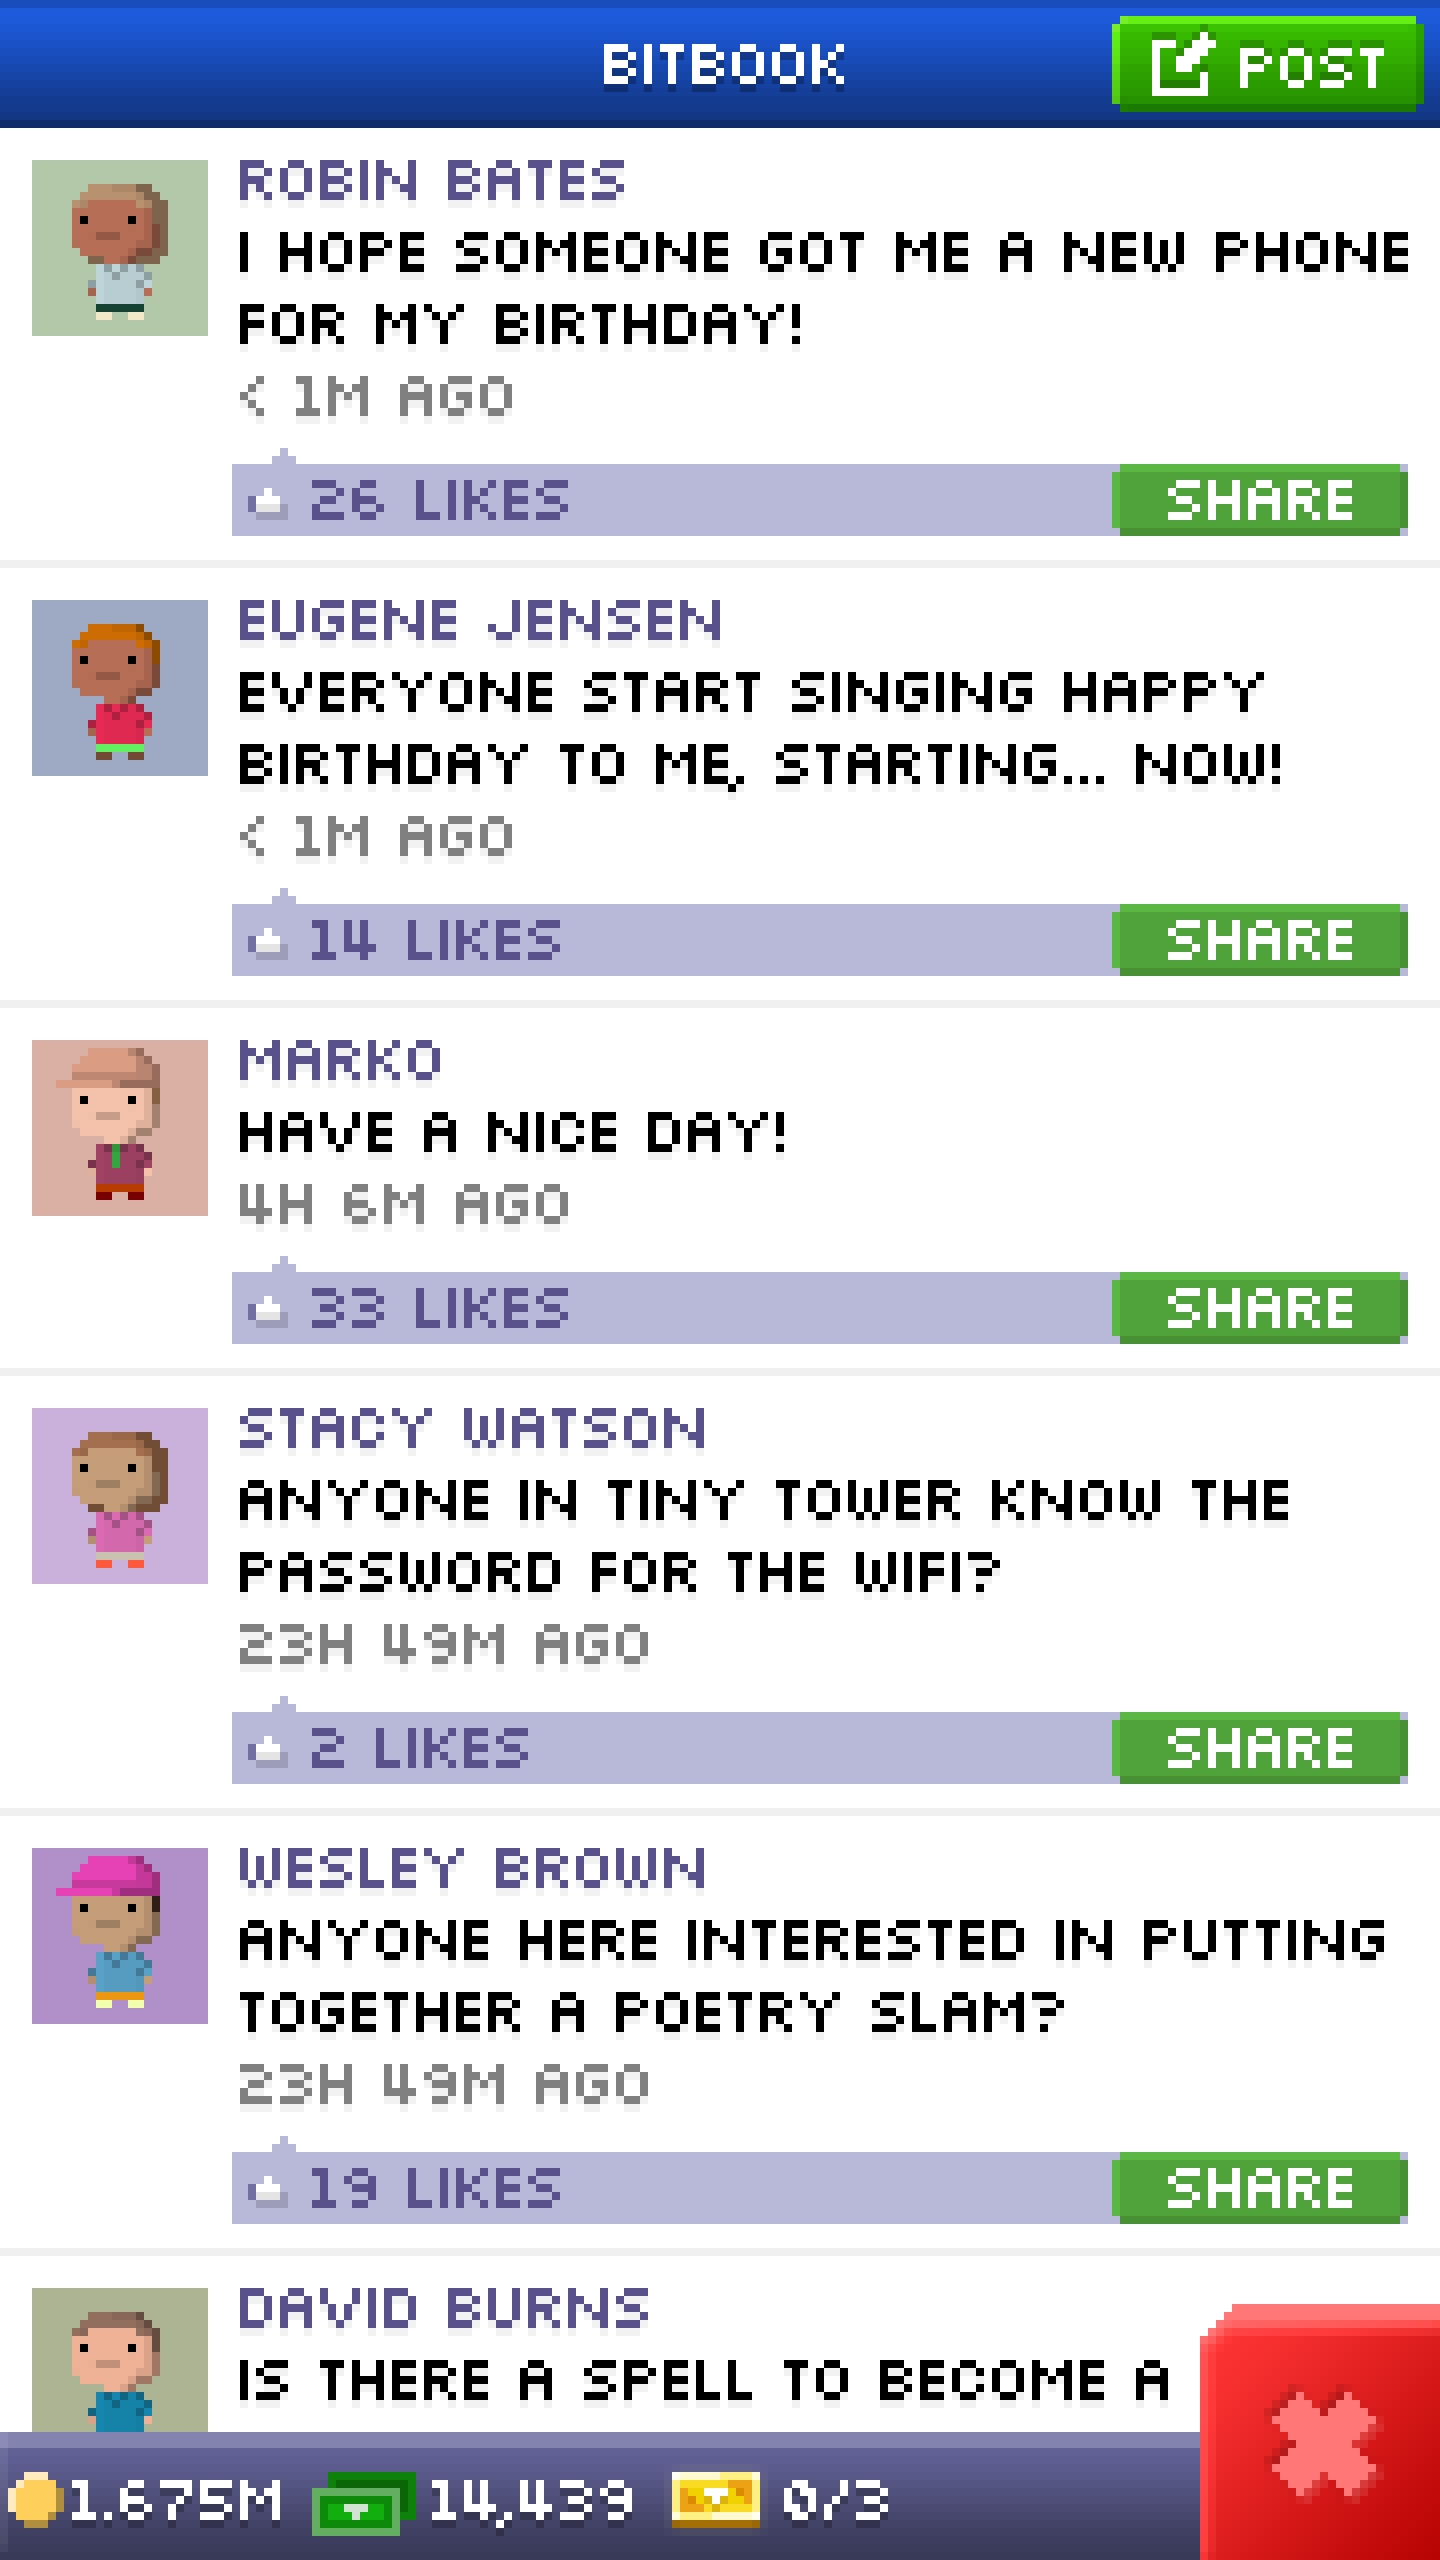 BITBOOK
POST
ROBIN BATES
I HOPE SOMEONE GOT ME A NEW PHONE
FOR MY BIRTHDAY!
< 1M AGO
26 LIKES
SHARE
EUGENE JENSEN
EVERYONE START SINGING HAPPY
BIRTHDAY TO ME, STARTING... NOW!
< 1M AGO
14 LIKES
SHARE
MARKO
HAVE A NICE DAY!
4H 6M AGO
33 LIKES
SHARE
STACY WATSON
ANYONE IN TINY TOWER KNOW THE
PASSWORD FOR THE WIFI?
23H 49M AGO
2 LIKES
SHARE
WESLEY BROWN
ANYONE HERE INTERESTED IN PUTTING
TOGETHER A POETRY SLAM?
23H 49M AGO
19 LIKES
SHARE
DAVID BURNS
IS THERE A SPELL TO BECOME A
1.675M 14,439 0/3